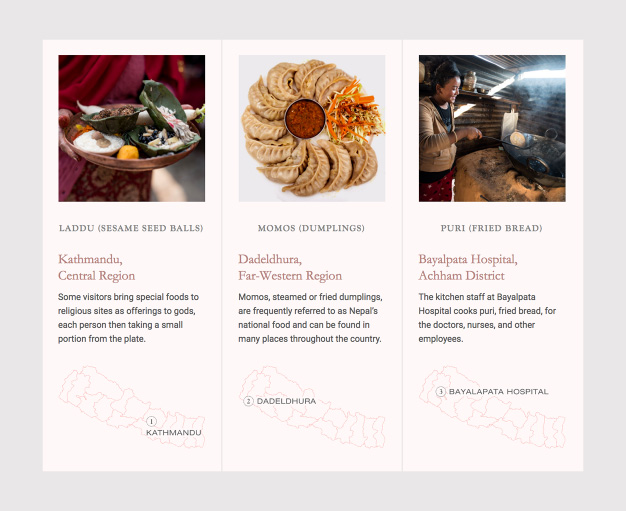 LADDU (SESAME SEED BALLS)
Kathmandu,
Central Region
Some visitors bring special foods to
religious sites as offerings to gods,
each person then taking a small
portion from the plate.
1
KATHMANDU
MOMOS (DUMPLINGS)
Dadeldhura,
Far-Western Region
Momos, steamed or fried dumplings,
are frequently referred to as Nepal's
national food and can be found in
many places throughout the country.
2 DADELDHURA
PURI (FRIED BREAD)
Bayalpata Hospital,
Achham District
The kitchen staff at Bayalpata
Hospital cooks puri, fried bread, for
the doctors, nurses, and other
employees.
3 BAYALAPATA HOSPITAL